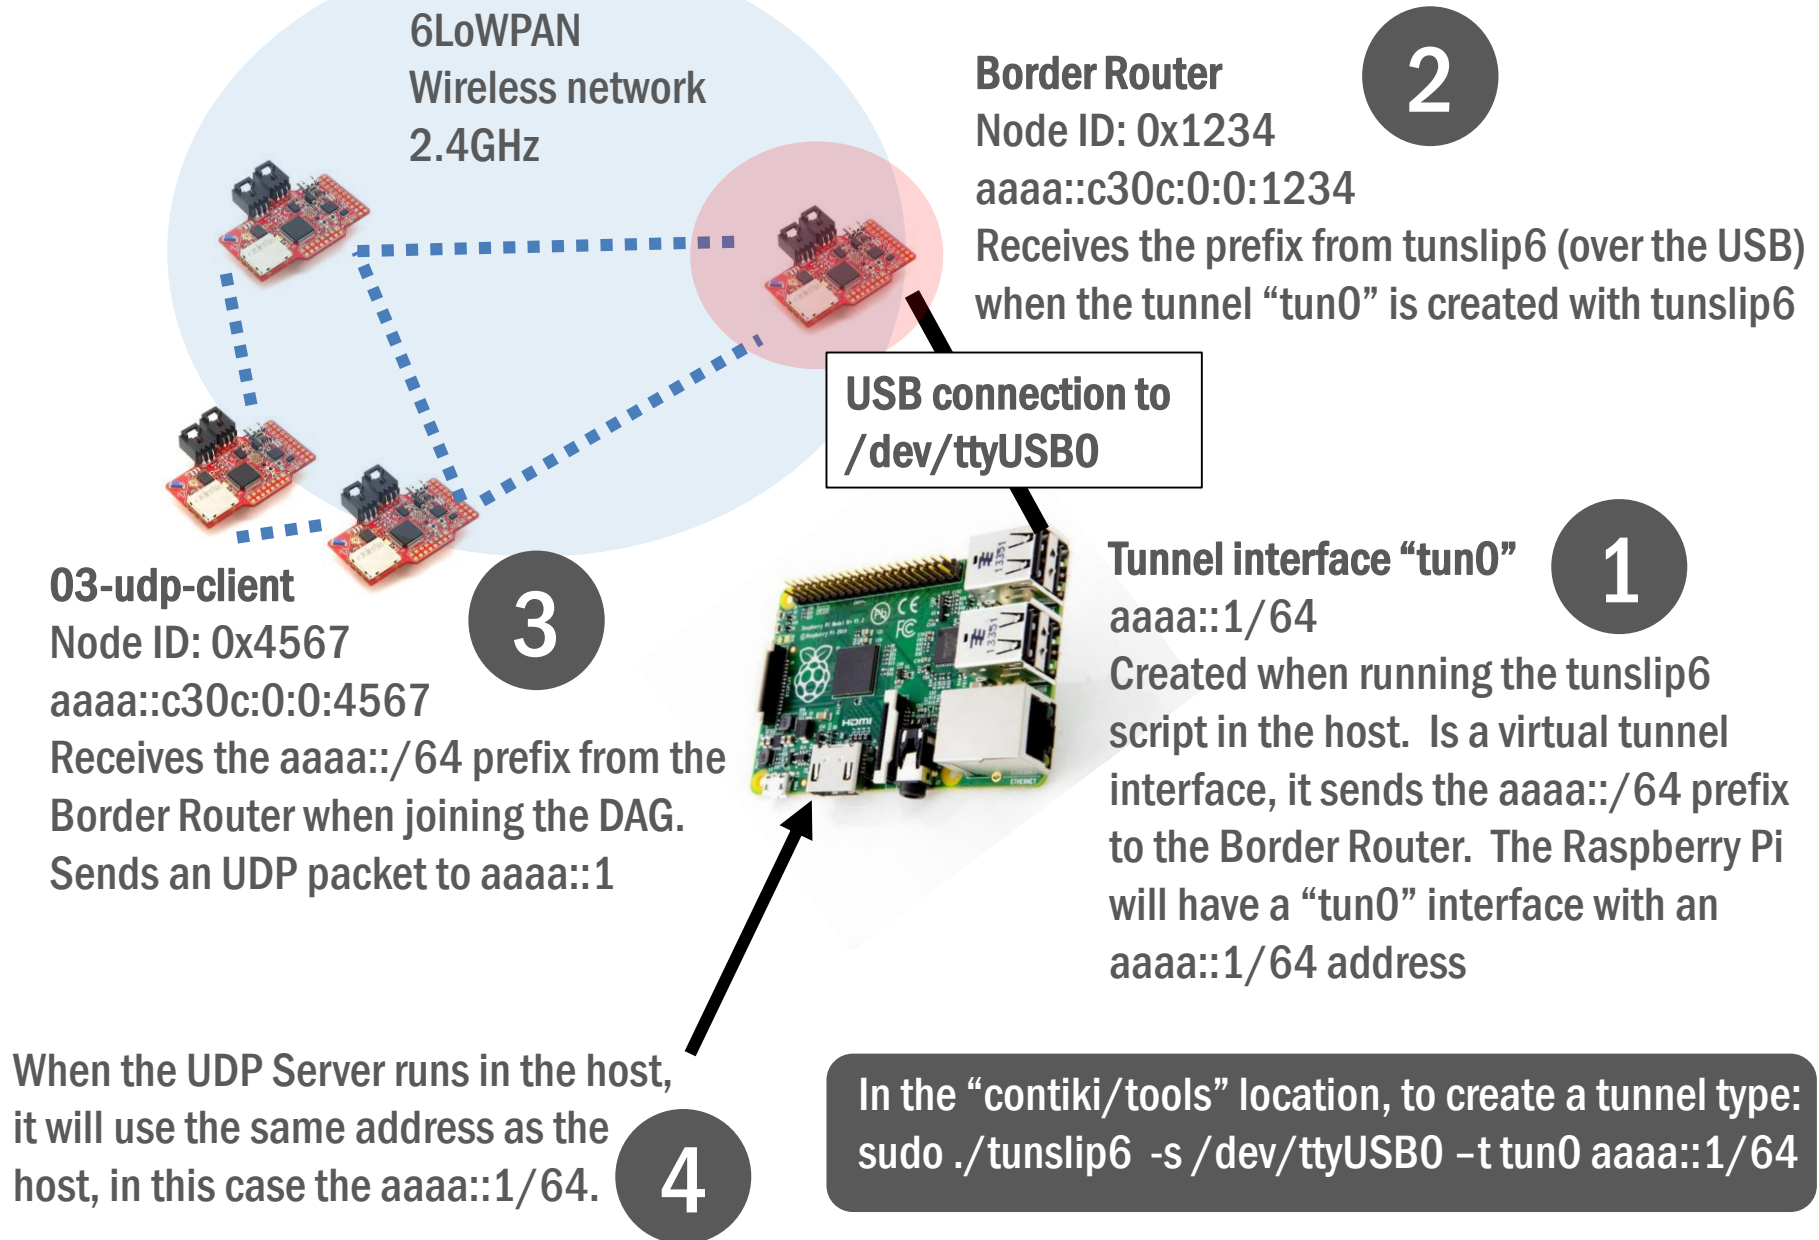 6LoWPAN
Wireless network
2.4GHz
Border Router
Node ID: 0x1234
aaaa::c30c:0:0:1234
Receives the prefix from tunslip6 (over the USB)
when the tunnel “tun0” is created with tunslip6
2
USB connection to
/dev/ttyUSB0
Tunnel interface “tun0”
aaaa::1/64
Created when running the tunslip6
script in the host.  Is a virtual tunnel
interface, it sends the aaaa::/64 prefix
to the Border Router.  The Raspberry Pi
will have a “tun0” interface with an
aaaa::1/64 address
1
03-udp-client
Node ID: 0x4567
aaaa::c30c:0:0:4567
Receives the aaaa::/64 prefix from the
Border Router when joining the DAG.
Sends an UDP packet to aaaa::1
3
When the UDP Server runs in the host,
it will use the same address as the
host, in this case the aaaa::1/64.
4
In the “contiki/tools” location, to create a tunnel type:
sudo ./tunslip6  -s /dev/ttyUSB0 –t tun0 aaaa::1/64
CE
FC
HDMI
ETHERNET
13351
13351